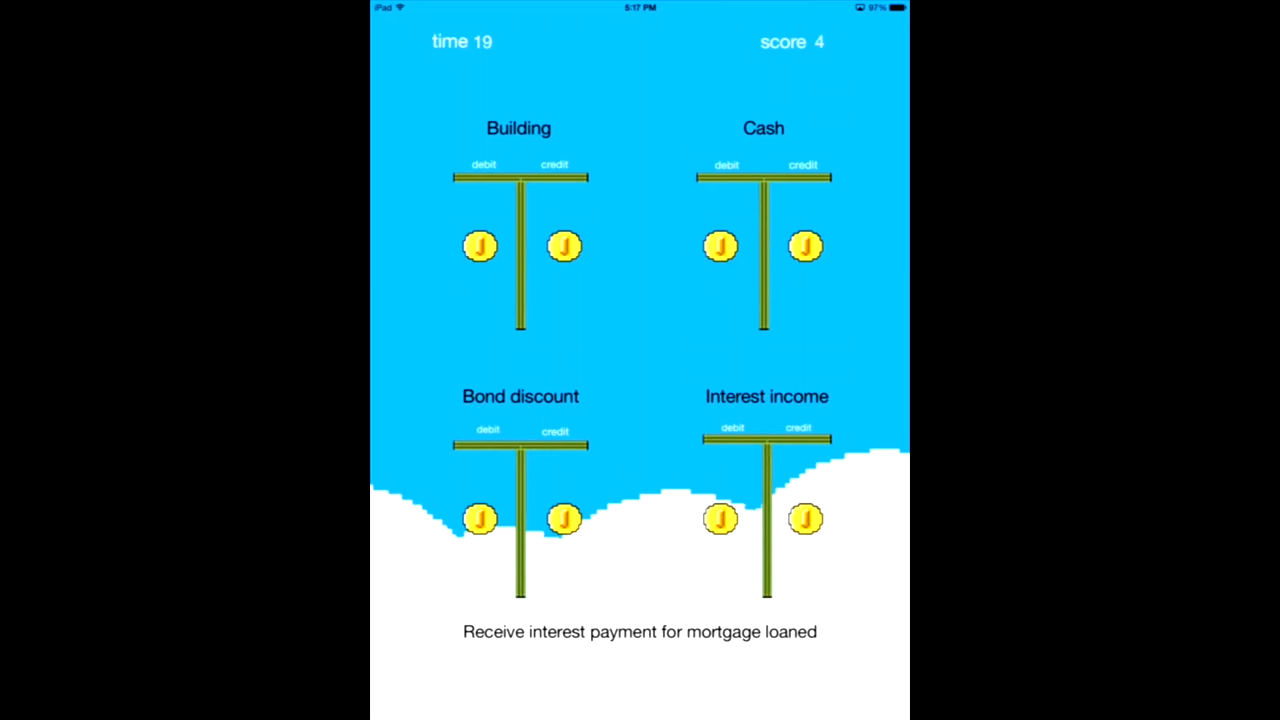 iPad 5:17 PM 97%
time 19 score 4
Building Cash
debit credit debit credit
J J J J
Bond discount Interest income
debit credit debit credit
J J J J
Receive interest payment for mortgage loaned